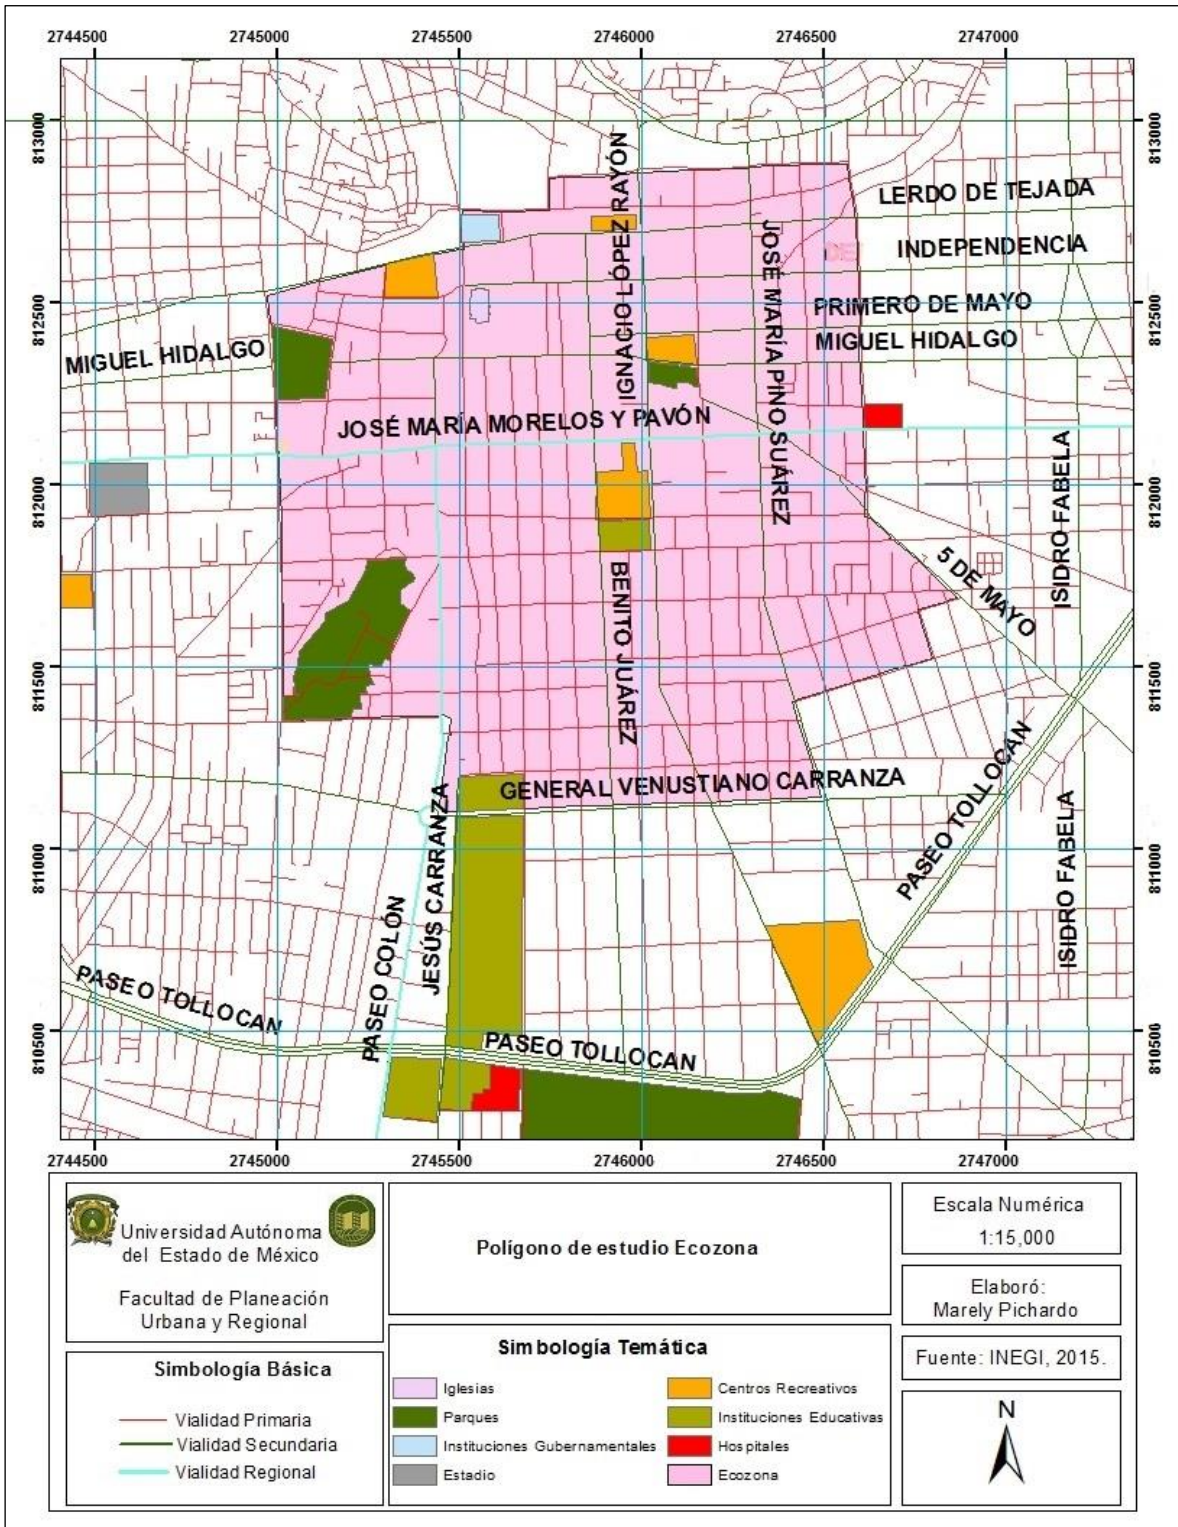 2744500 2745000 2745500 2746000 2746500 2747000
813000 813000
IGNACIO LÓPEZ RAYÓN
LERDO DE TEJADA
JOSÉ MARÍA PINO SUÁREZ
INDEPENDENCIA
DE
812500 812500
PRIMERO DE MAYO
MIGUEL HIDALGO
MIGUEL HIDALGO
JOSÉ MARÍA MORELOS Y PAVÓN
812000 812000
ISIDRO FABELA
5 DE MAYO
BENITO JUÁREZ
811500 811500
GENERAL VENUSTIANO CARRANZA
PASEO TOLLOCAN
JESÚS CARRANZA
811000 811000
ISIDRO FABELA
PASEO COLÓN
PASEO TOLLOCAN
PASEO TOLLOCAN
810500 810500
2744500 2745000 2745500 2746000 2746500 2747000
Universidad Autónoma
del Estado de México
Facultad de Planeación
Urbana y Regional
Polígono de estudio Ecozona
Escala Numérica
1:15,000
Elaboró:
Marely Pichardo
Fuente: INEGI, 2015.
N
Simbología Básica
Vialidad Primaria
Vialidad Secundaria
Vialidad Regional
Simbología Temática
Iglesias
Parques
Instituciones Gubernamentales
Estadio
Centros Recreativos
Instituciones Educativas
Hospitales
Ecozona